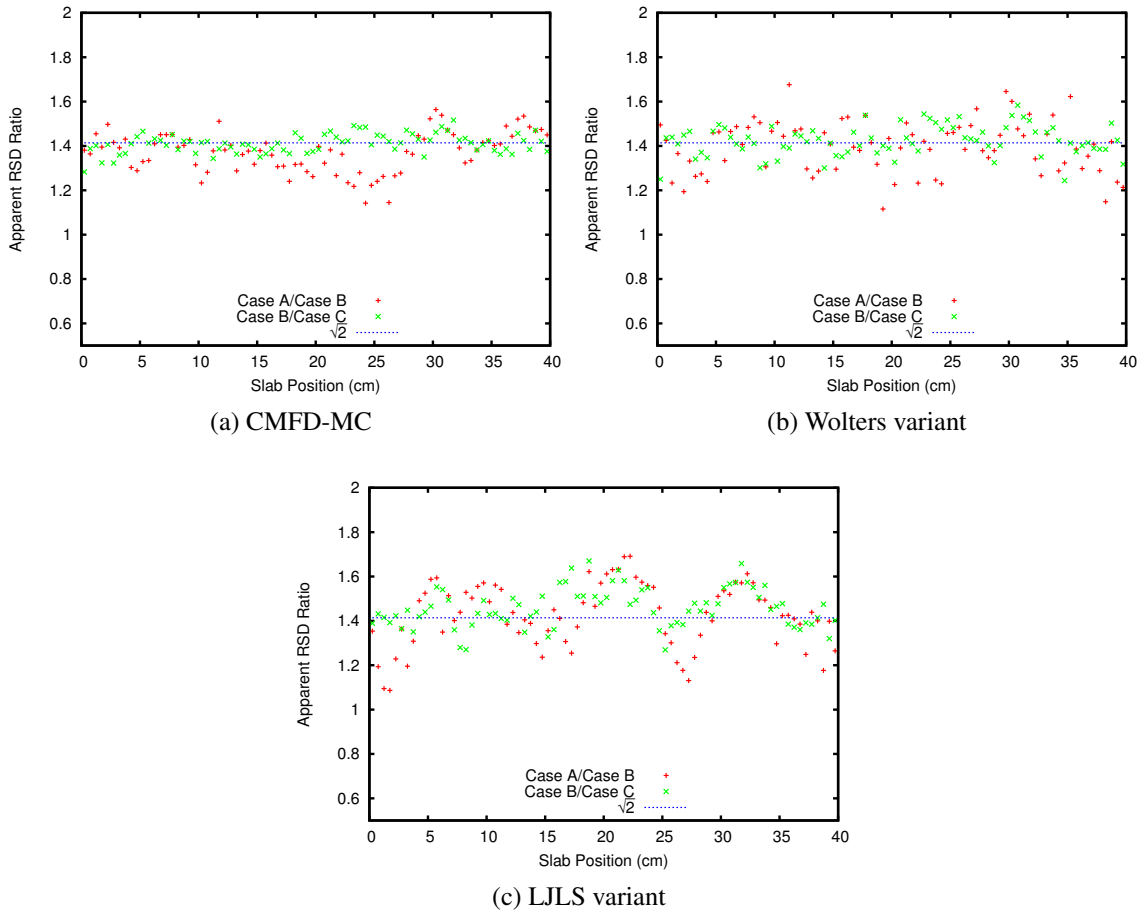 2
1.8
1.6
1.4
1.2
1
0.8
0.6
Apparent RSD Ratio
Case A/Case B
Case B/Case C
√2
0 5 10 15 20 25 30 35 40
Slab Position (cm)
(a) CMFD-MC
2
1.8
1.6
1.4
1.2
1
0.8
0.6
Apparent RSD Ratio
Case A/Case B
Case B/Case C
√2
0 5 10 15 20 25 30 35 40
Slab Position (cm)
(b) Wolters variant
2
1.8
1.6
1.4
1.2
1
0.8
0.6
Apparent RSD Ratio
Case A/Case B
Case B/Case C
√2
0 5 10 15 20 25 30 35 40
Slab Position (cm)
(c) LJLS variant